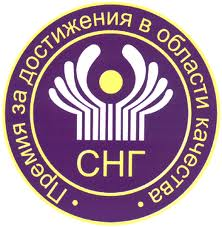 • Премия за достижения в области качества •
СНГ